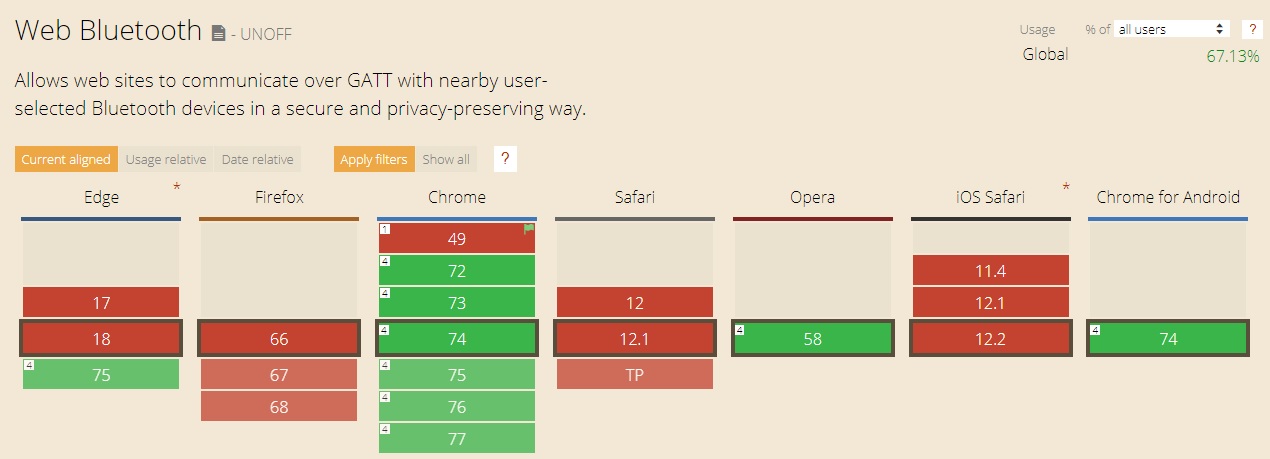 Web Bluetooth - UNOFF
Usage % of all users ?
Global 67.13%
Allows web sites to communicate over GATT with nearby user-
selected Bluetooth devices in a secure and privacy-preserving way.
Current aligned Usage relative Date relative Apply filters Show all ?
Edge * Firefox Chrome Safari Opera iOS Safari * Chrome for Android
1 49
4 72 11.4
17 4 73 12 12.1
18 66 4 74 12.1 4 58 12.2 4 74
4 75 67 4 75 TP
68 4 76
4 77